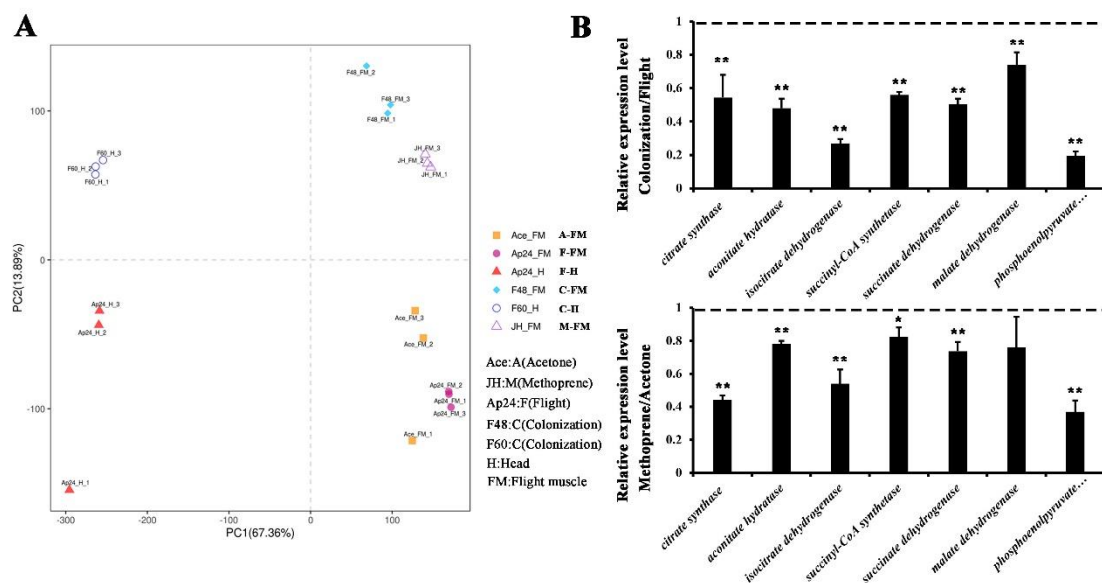 A
F48_FM_2
F48_FM_3
F48_FM_1
JH_FM_3
JH_FM_2
JH_FM_1
F60_H_3
F60_H_2
F60_H_1
Ap24_H_3
Ap24_H_2
Ap24_H_1
Ace_FM_3
Ace_FM_2
Ap24_FM_2
Ap24_FM_1
Ap24_FM_3
Ace_FM_1
100
0
-100
PC2(13.89%)
-300
-200
-100
0
100
PC1(67.36%)
Ace_FM A-FM
Ap24_FM F-FM
Ap24_H F-H
F48_FM C-FM
F60_H C-H
JH_FM M-FM
Ace:A(Acetone)
JH:M(Methoprene)
Ap24:F(Flight)
F48:C(Colonization)
F60:C(Colonization)
H:Head
FM:Flight muscle
B
Relative expression level
Colonization/Flight
1
0.8
0.6
0.4
0.2
0
**
**
**
**
**
**
**
citrate synthase
aconitate hydratase
isocitrate dehydrogenase
succinyl-CoA synthetase
succinate dehydrogenase
malate dehydrogenase
phosphoenolpyruvate...
Relative expression level
Methoprene/Acetone
1
0.8
0.6
0.4
0.2
0
**
**
**
*
**
**
citrate synthase
aconitate hydratase
isocitrate dehydrogenase
succinyl-CoA synthetase
succinate dehydrogenase
malate dehydrogenase
phosphoenolpyruvate...